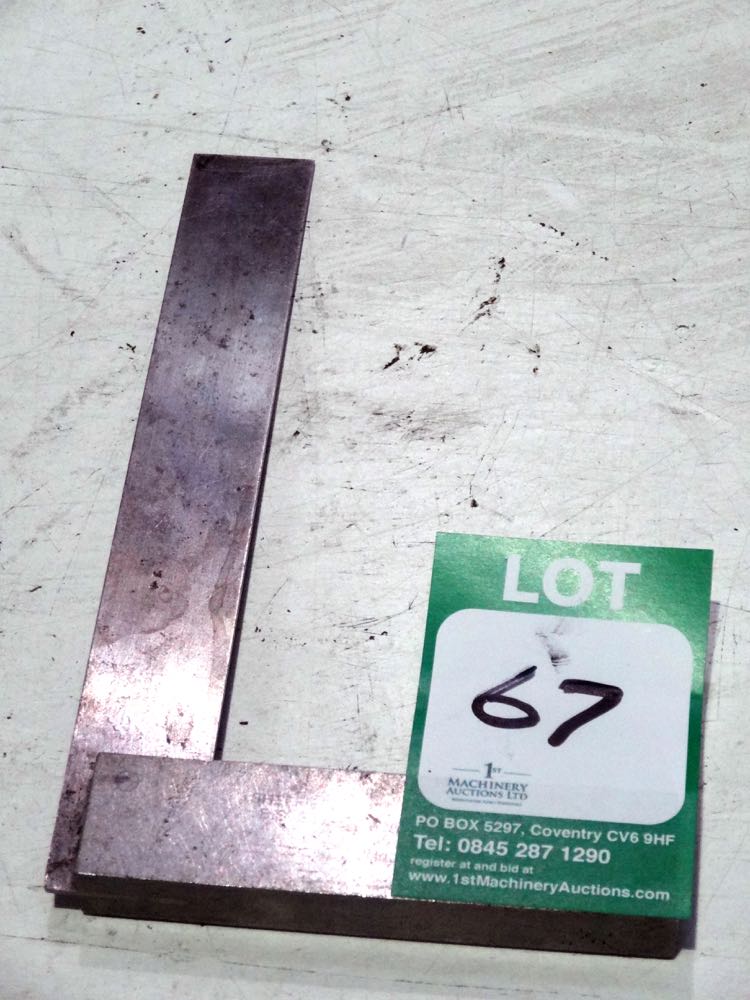 LOT
67
1ST
MACHINERY
AUCTIONS LTD
PO BOX 5297, Coventry CV6 9HF
Tel: 0845 287 1290
register at and bid at
www.1stMachineryAuctions.com